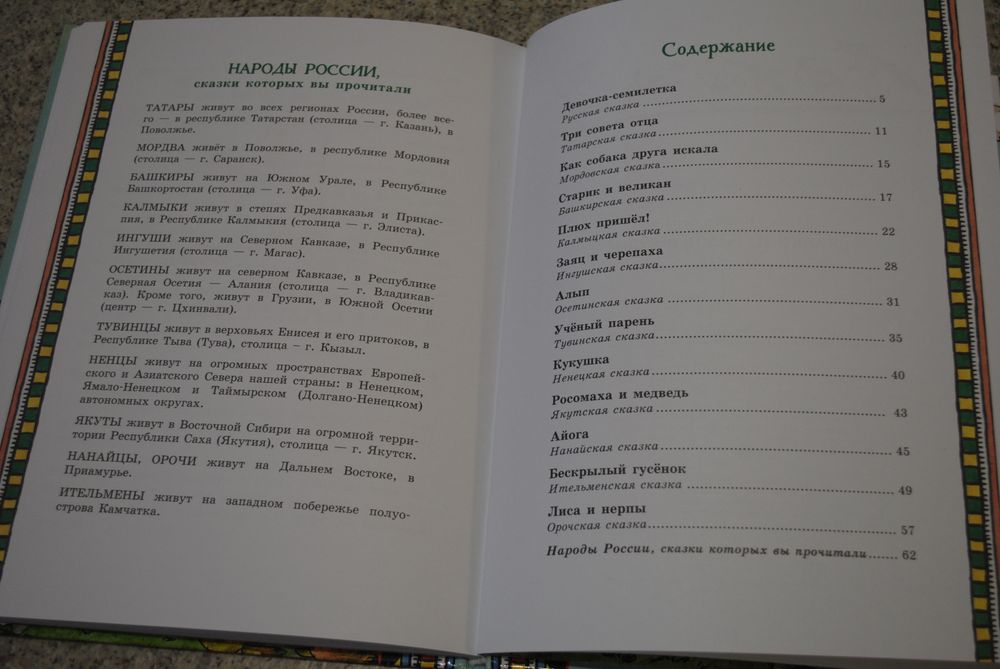 НАРОДЫ РОССИИ,
сказки которых вы прочитали
ТАТАРЫ живут во всех регионах России, более все-
го — в республике Татарстан (столица — г. Казань), в
Поволжье.
МОРДВА живёт в Поволжье, в республике Мордовия
(столица — г. Саранск).
БАШКИРЫ живут на Южном Урале, в Республике
Башкортостан (столица — г. Уфа).
КАЛМЫКИ живут в степях Предкавказья и Прикас-
пия, в Республике Калмыкия (столица — г. Элиста).
ИНГУШИ живут на Северном Кавказе, в Республике
Ингушетия (столица — г. Магас).
ОСЕТИНЫ живут на северном Кавказе, в Республике
Северная Осетия — Алания (столица — г. Владикав-
каз). Кроме того, живут в Грузии, в Южной Осетии
(центр — г. Цхинвали).
ТУВИНЦЫ живут в верховьях Енисея и его притоков, в
Республике Тыва (Тува), столица – г. Кызыл.
НЕНЦЫ живут на огромных пространствах Европей-
ского и Азиатского Севера нашей страны: в Ненецком,
Ямало-Ненецком и Таймырском (Долгано-Ненецком)
автономных округах.
ЯКУТЫ живут в Восточной Сибири на огромной терри-
тории Республики Саха (Якутия), столица — г. Якутск.
НАНАЙЦЫ, ОРОЧИ живут на Дальнем Востоке, в
Приамурье.
ИТЕЛЬМЕНЫ живут на западном побережье полуо-
строва Камчатка.
Содержание
Девочка-семилетка
Русская сказка ........ 5
Три совета отца
Татарская сказка ........ 11
Как собака друга искала
Мордовская сказка ........ 15
Старик и великан
Башкирская сказка ........ 17
Плюх пришёл!
Калмыцкая сказка ........ 22
Заяц и черепаха
Ингушская сказка ........ 28
Алып
Осетинская сказка ........ 31
Учёный парень
Тувинская сказка ........ 35
Кукушка
Ненецкая сказка ........ 40
Росомаха и медведь
Якутская сказка ........ 43
Айога
Нанайская сказка ........ 45
Бескрылый гусёнок
Ительменская сказка ........ 49
Лиса и нерпы
Орочская сказка ........ 57
Народы России, сказки которых вы прочитали ...... 62